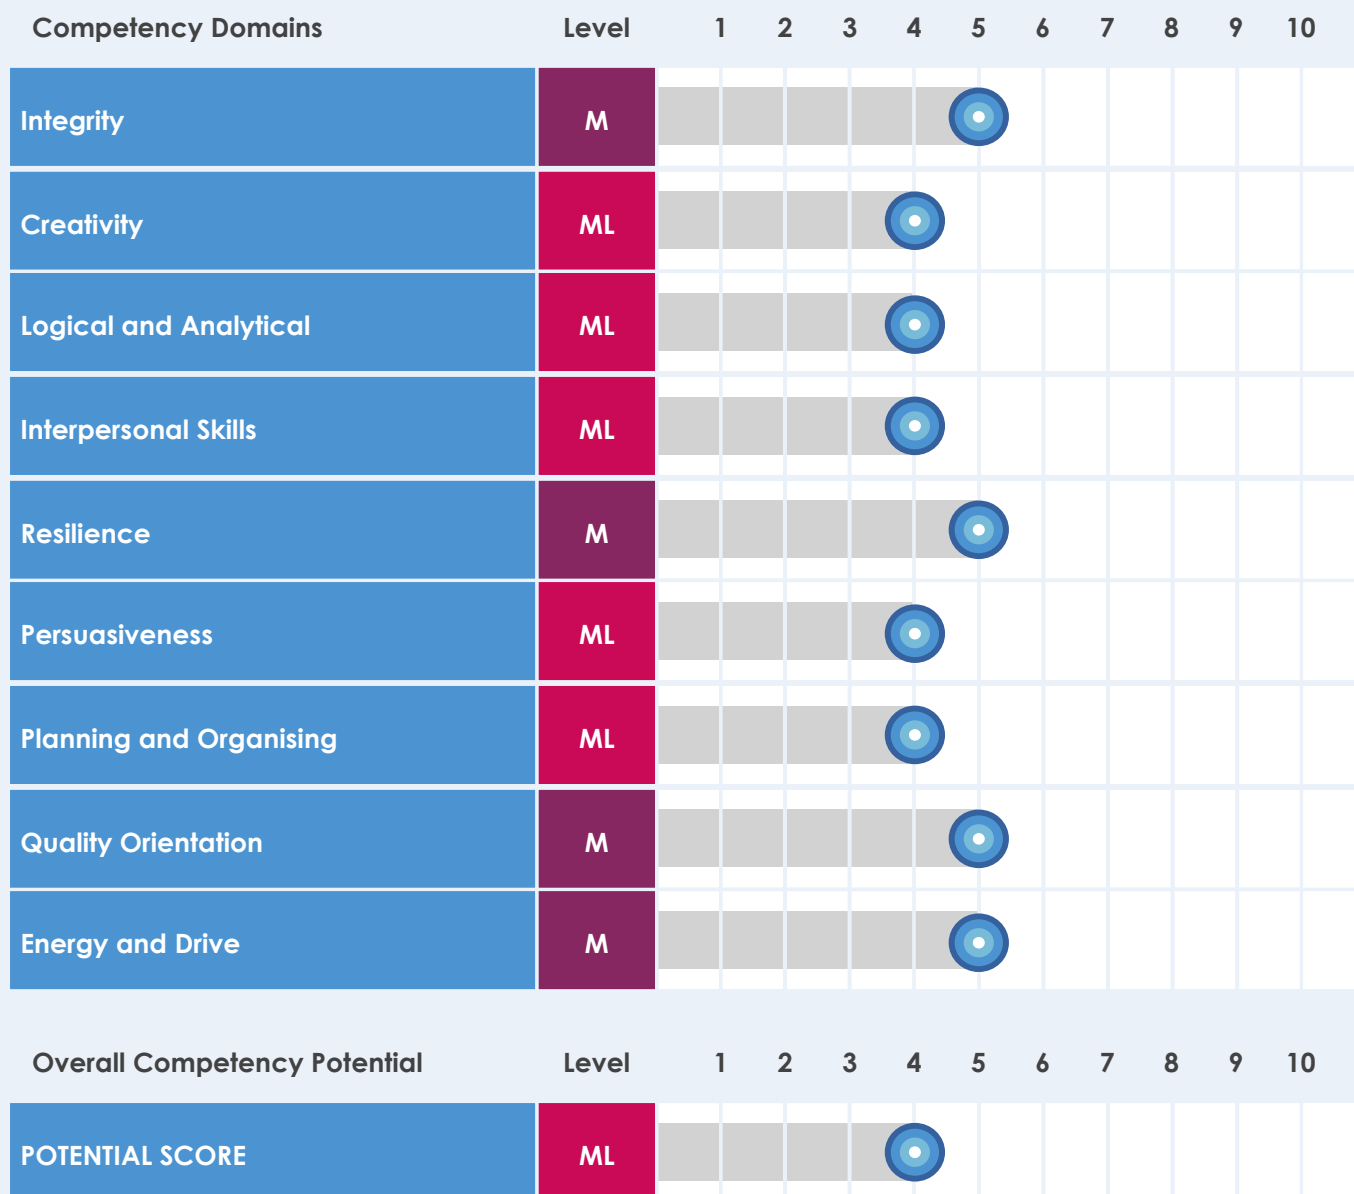 Competency Domains Level 1 2 3 4 5 6 7 8 9 10
Integrity M
Creativity ML
Logical and Analytical ML
Interpersonal Skills ML
Resilience M
Persuasiveness ML
Planning and Organising ML
Quality Orientation M
Energy and Drive M
Overall Competency Potential Level 1 2 3 4 5 6 7 8 9 10
POTENTIAL SCORE ML